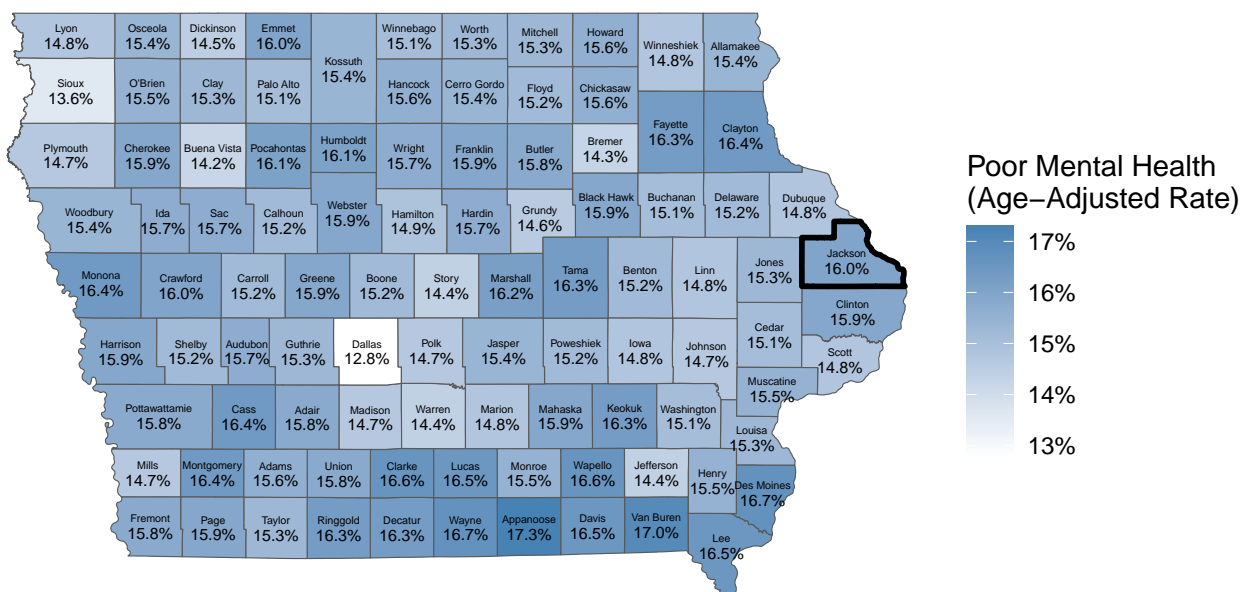 Lyon
14.8%
Osceola
15.4%
Dickinson
14.5%
Emmet
16.0%
Kossuth
15.4%
Winnebago
15.1%
Worth
15.3%
Mitchell
15.3%
Howard
15.6%
Winneshiek
14.8%
Allamakee
15.4%
Sioux
13.6%
O'Brien
15.5%
Clay
15.3%
Palo Alto
15.1%
Hancock
15.6%
Cerro Gordo
15.4%
Floyd
15.2%
Chickasaw
15.6%
Fayette
16.3%
Clayton
16.4%
Plymouth
14.7%
Cherokee
15.9%
Buena Vista
14.2%
Pocahontas
16.1%
Humboldt
16.1%
Wright
15.7%
Franklin
15.9%
Butler
15.8%
Bremer
14.3%
Woodbury
15.4%
Ida
15.7%
Sac
15.7%
Calhoun
15.2%
Webster
15.9%
Hamilton
14.9%
Hardin
15.7%
Grundy
14.6%
Black Hawk
15.9%
Buchanan
15.1%
Delaware
15.2%
Dubuque
14.8%
Monona
16.4%
Crawford
16.0%
Carroll
15.2%
Greene
15.9%
Boone
15.2%
Story
14.4%
Marshall
16.2%
Tama
16.3%
Benton
15.2%
Linn
14.8%
Jones
15.3%
Jackson
16.0%
Clinton
15.9%
Harrison
15.9%
Shelby
15.2%
Audubon
15.7%
Guthrie
15.3%
Dallas
12.8%
Polk
14.7%
Jasper
15.4%
Poweshiek
15.2%
Iowa
14.8%
Johnson
14.7%
Cedar
15.1%
Scott
14.8%
Muscatine
15.5%
Pottawattamie
15.8%
Cass
16.4%
Adair
15.8%
Madison
14.7%
Warren
14.4%
Marion
14.8%
Mahaska
15.9%
Keokuk
16.3%
Washington
15.1%
Louisa
15.3%
Mills
14.7%
Montgomery
16.4%
Adams
15.6%
Union
15.8%
Clarke
16.6%
Lucas
16.5%
Monroe
15.5%
Wapello
16.6%
Jefferson
14.4%
Henry
15.5%
Des Moines
16.7%
Fremont
15.8%
Page
15.9%
Taylor
15.3%
Ringgold
16.3%
Decatur
16.3%
Wayne
16.7%
Appanoose
17.3%
Davis
16.5%
Van Buren
17.0%
Lee
16.5%
Poor Mental Health
(Age−Adjusted Rate)
17%
16%
15%
14%
13%